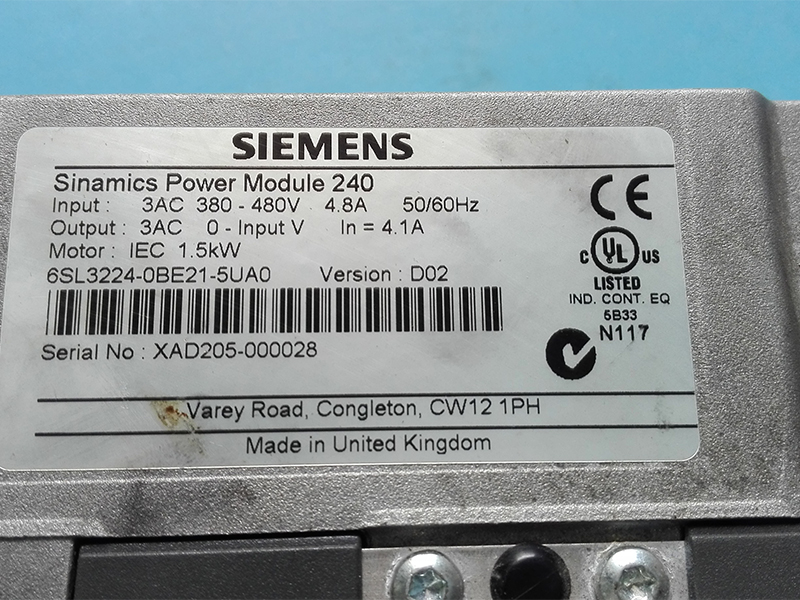 SIEMENS
Sinamics Power Module 240
Input : 3AC 380 - 480V 4.8A 50/60Hz
Output : 3AC 0 - Input V In = 4.1A
Motor : IEC 1.5kW
6SL3224-0BE21-5UA0 Version : D02
Serial No : XAD205-000028
CE
C UL US
LISTED
IND. CONT. EQ
5B33
N117
Varey Road, Congleton, CW12 1PH
Made in United Kingdom